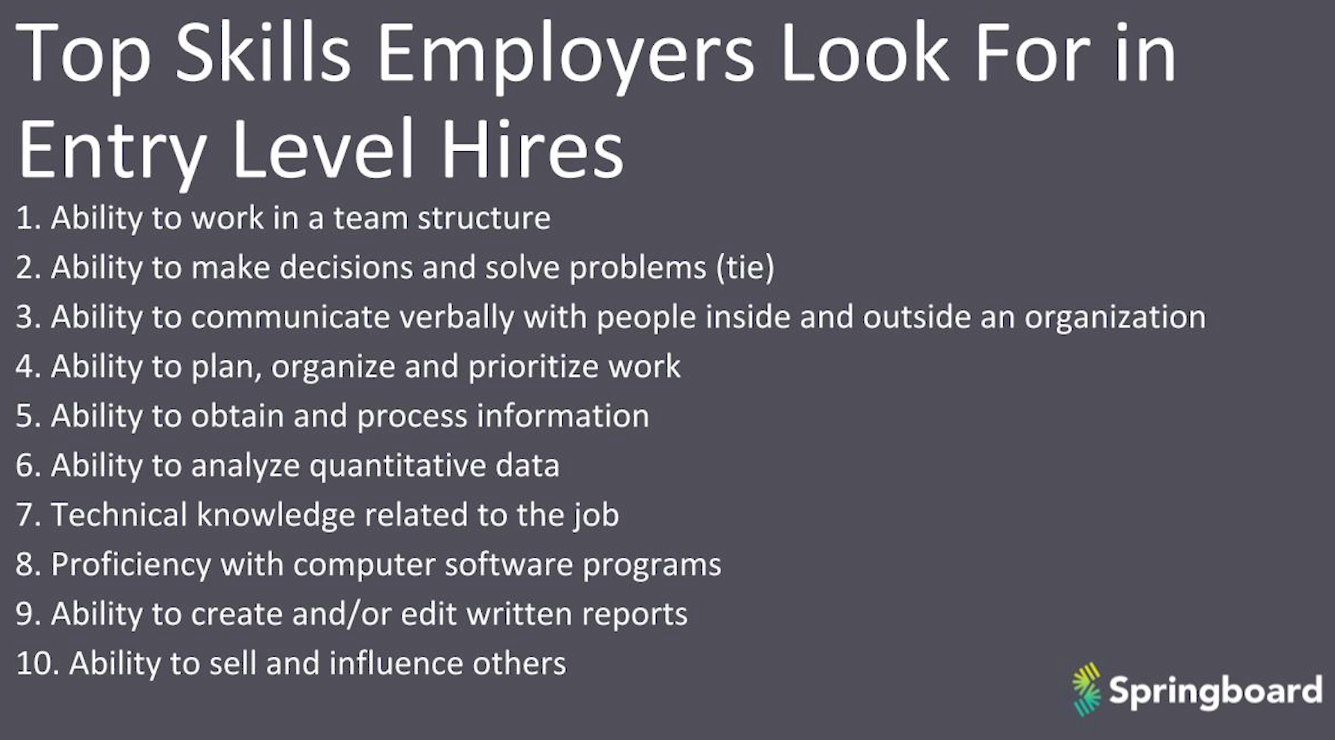 Top Skills Employers Look For in
Entry Level Hires
1. Ability to work in a team structure
2. Ability to make decisions and solve problems (tie)
3. Ability to communicate verbally with people inside and outside an organization
4. Ability to plan, organize and prioritize work
5. Ability to obtain and process information
6. Ability to analyze quantitative data
7. Technical knowledge related to the job
8. Proficiency with computer software programs
9. Ability to create and/or edit written reports
10. Ability to sell and influence others
Springboard